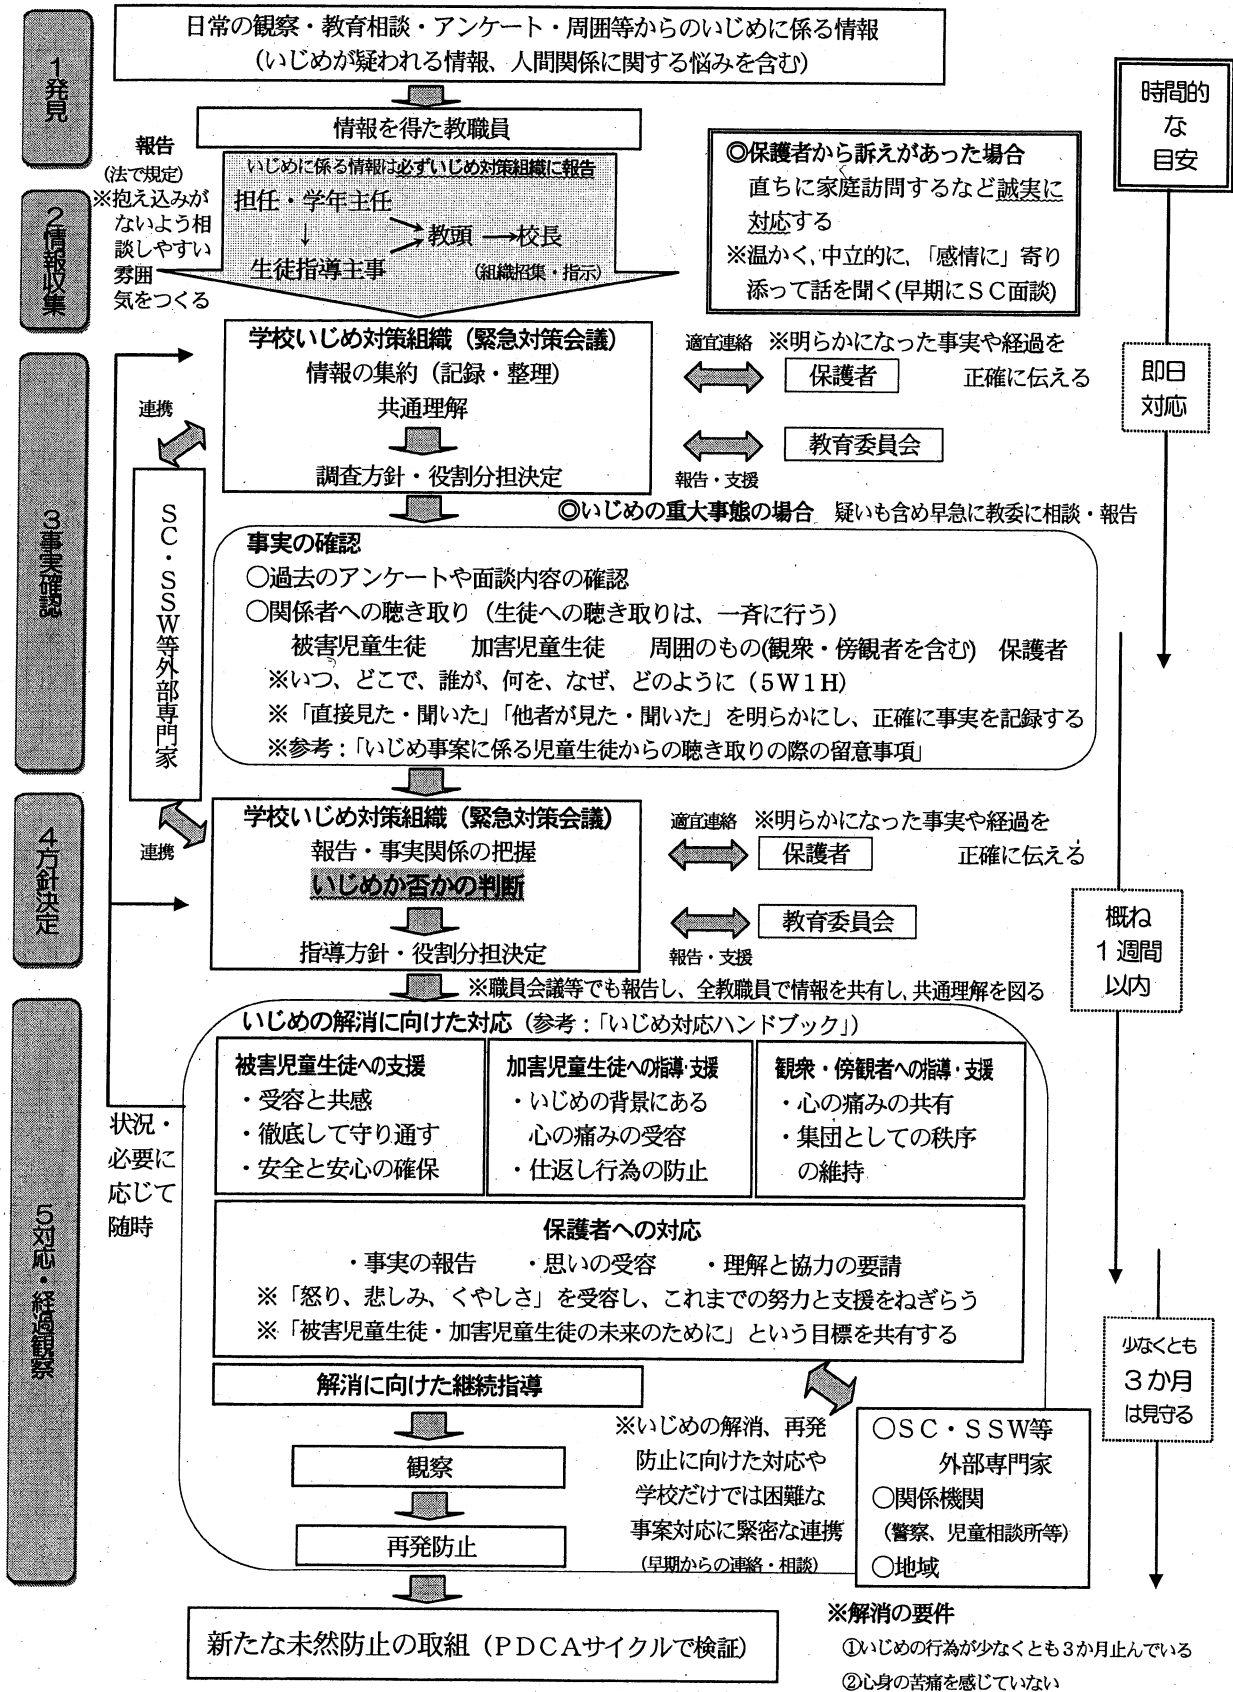 日常の観察・教育相談・アンケート・周囲等からのいじめに係る情報
(いじめが疑われる情報、人間関係に関する悩みを含む)
1発見
情報を得た教職員
時間的
な
目安
報告
(法で規定)
※抱え込みが
ないよう相
談しやすい
雰囲
気をつくる
いじめに係る情報は必ずいじめ対策組織に報告
担任・学年主任
↓
教頭→校長
生徒指導主事
(組織招集・指示)
◎保護者から訴えがあった場合
直ちに家庭訪問するなど誠実に
対応する
※温かく、中立的に、「感情に」寄り
添って話を聞く(早期にSC面談)
2情報収集
学校いじめ対策組織(緊急対策会議)
情報の集約(記録・整理)
共通理解
調査方針・役割分担決定
適宜連絡 ※明らかになった事実や経過を
保護者 正確に伝える
教育委員会
報告・支援
即日
対応
連携
SC・SSW等外部専門家
連携
3事実確認
◎いじめの重大事態の場合 疑いも含め早急に教委に相談・報告
事実の確認
○過去のアンケートや面談内容の確認
○関係者への聴き取り(生徒への聴き取りは、一斉に行う)
被害児童生徒 加害児童生徒 周囲のもの(観衆・傍観者を含む) 保護者
※いつ、どこで、誰が、何を、なぜ、どのように(5W1H)
※「直接見た・聞いた」「他者が見た・聞いた」を明らかにし、正確に事実を記録する
※参考:「いじめ事案に係る児童生徒からの聴き取りの際の留意事項」
4方針決定
学校いじめ対策組織(緊急対策会議)
報告・事実関係の把握
いじめか否かの判断
指導方針・役割分担決定
適宜連絡 ※明らかになった事実や経過を
保護者 正確に伝える
教育委員会
報告・支援
概ね
1週間
以内
※職員会議等でも報告し、全教職員で情報を共有し、共通理解を図る
5対応・経過観察
状況・
必要に
応じて
随時
いじめの解消に向けた対応(参考:「いじめ対応ハンドブック」)
被害児童生徒への支援
・受容と共感
・徹底して守り通す
・安全と安心の確保
加害児童生徒への指導・支援
・いじめの背景にある
心の痛みの受容
・仕返し行為の防止
観衆・傍観者への指導・支援
・心の痛みの共有
・集団としての秩序
の維持
保護者への対応
・事実の報告 ・思いの受容 ・理解と協力の要請
※「怒り、悲しみ、くやしさ」を受容し、これまでの努力と支援をねぎらう
※「被害児童生徒・加害児童生徒の未来のために」という目標を共有する
少なくとも
3か月
は見守る
解消に向けた継続指導
観察
再発防止
※いじめの解消、再発
防止に向けた対応や
学校だけでは困難な
事案対応に緊密な連携
(早期からの連絡・相談)
○SC・SSW等
外部専門家
○関係機関
(警察、児童相談所等)
○地域
新たな未然防止の取組(PDCAサイクルで検証)
※解消の要件
①いじめの行為が少なくとも3か月止んでいる
②心身の苦痛を感じていない